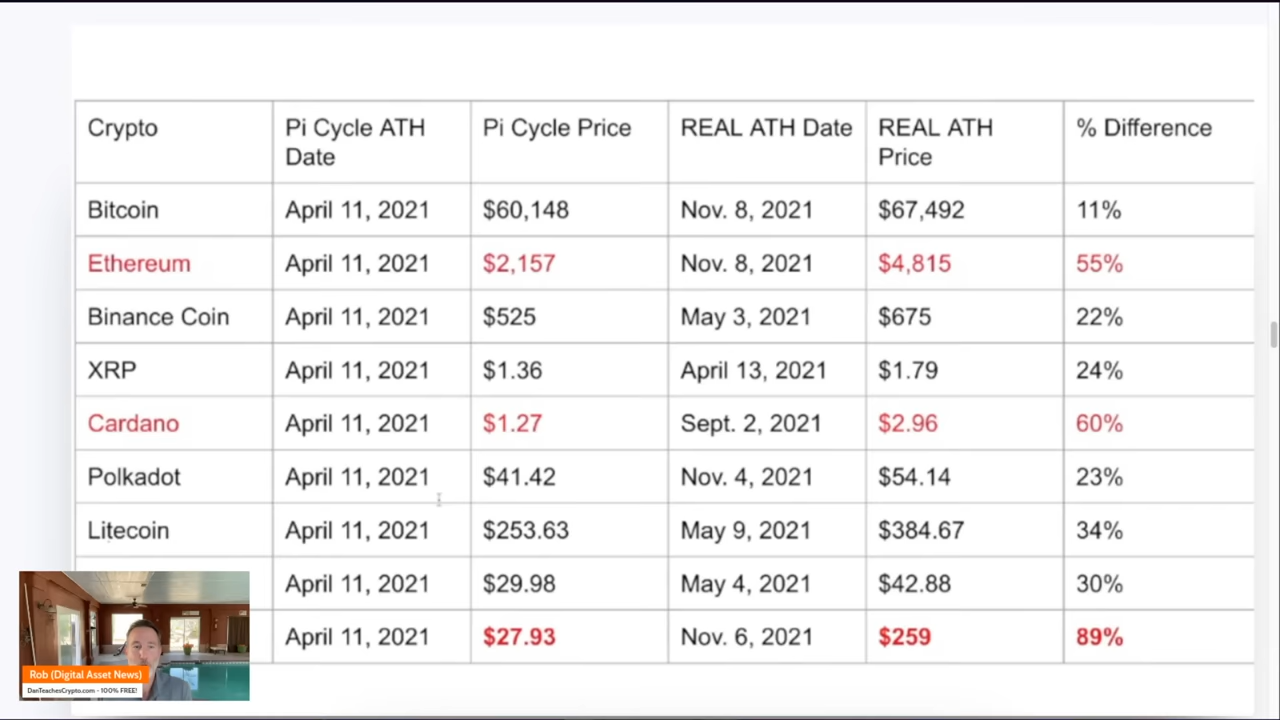 Crypto Pi Cycle ATH Date Pi Cycle Price REAL ATH Date REAL ATH Price % Difference
Bitcoin April 11, 2021 $60,148 Nov. 8, 2021 $67,492 11%
Ethereum April 11, 2021 $2,157 Nov. 8, 2021 $4,815 55%
Binance Coin April 11, 2021 $525 May 3, 2021 $675 22%
XRP April 11, 2021 $1.36 April 13, 2021 $1.79 24%
Cardano April 11, 2021 $1.27 Sept. 2, 2021 $2.96 60%
Polkadot April 11, 2021 $41.42 Nov. 4, 2021 $54.14 23%
Litecoin April 11, 2021 $253.63 May 9, 2021 $384.67 34%
April 11, 2021 $29.98 May 4, 2021 $42.88 30%
April 11, 2021 $27.93 Nov. 6, 2021 $259 89%
Rob (Digital Asset News)
DanTeachesCrypto.com - 100% FREE!